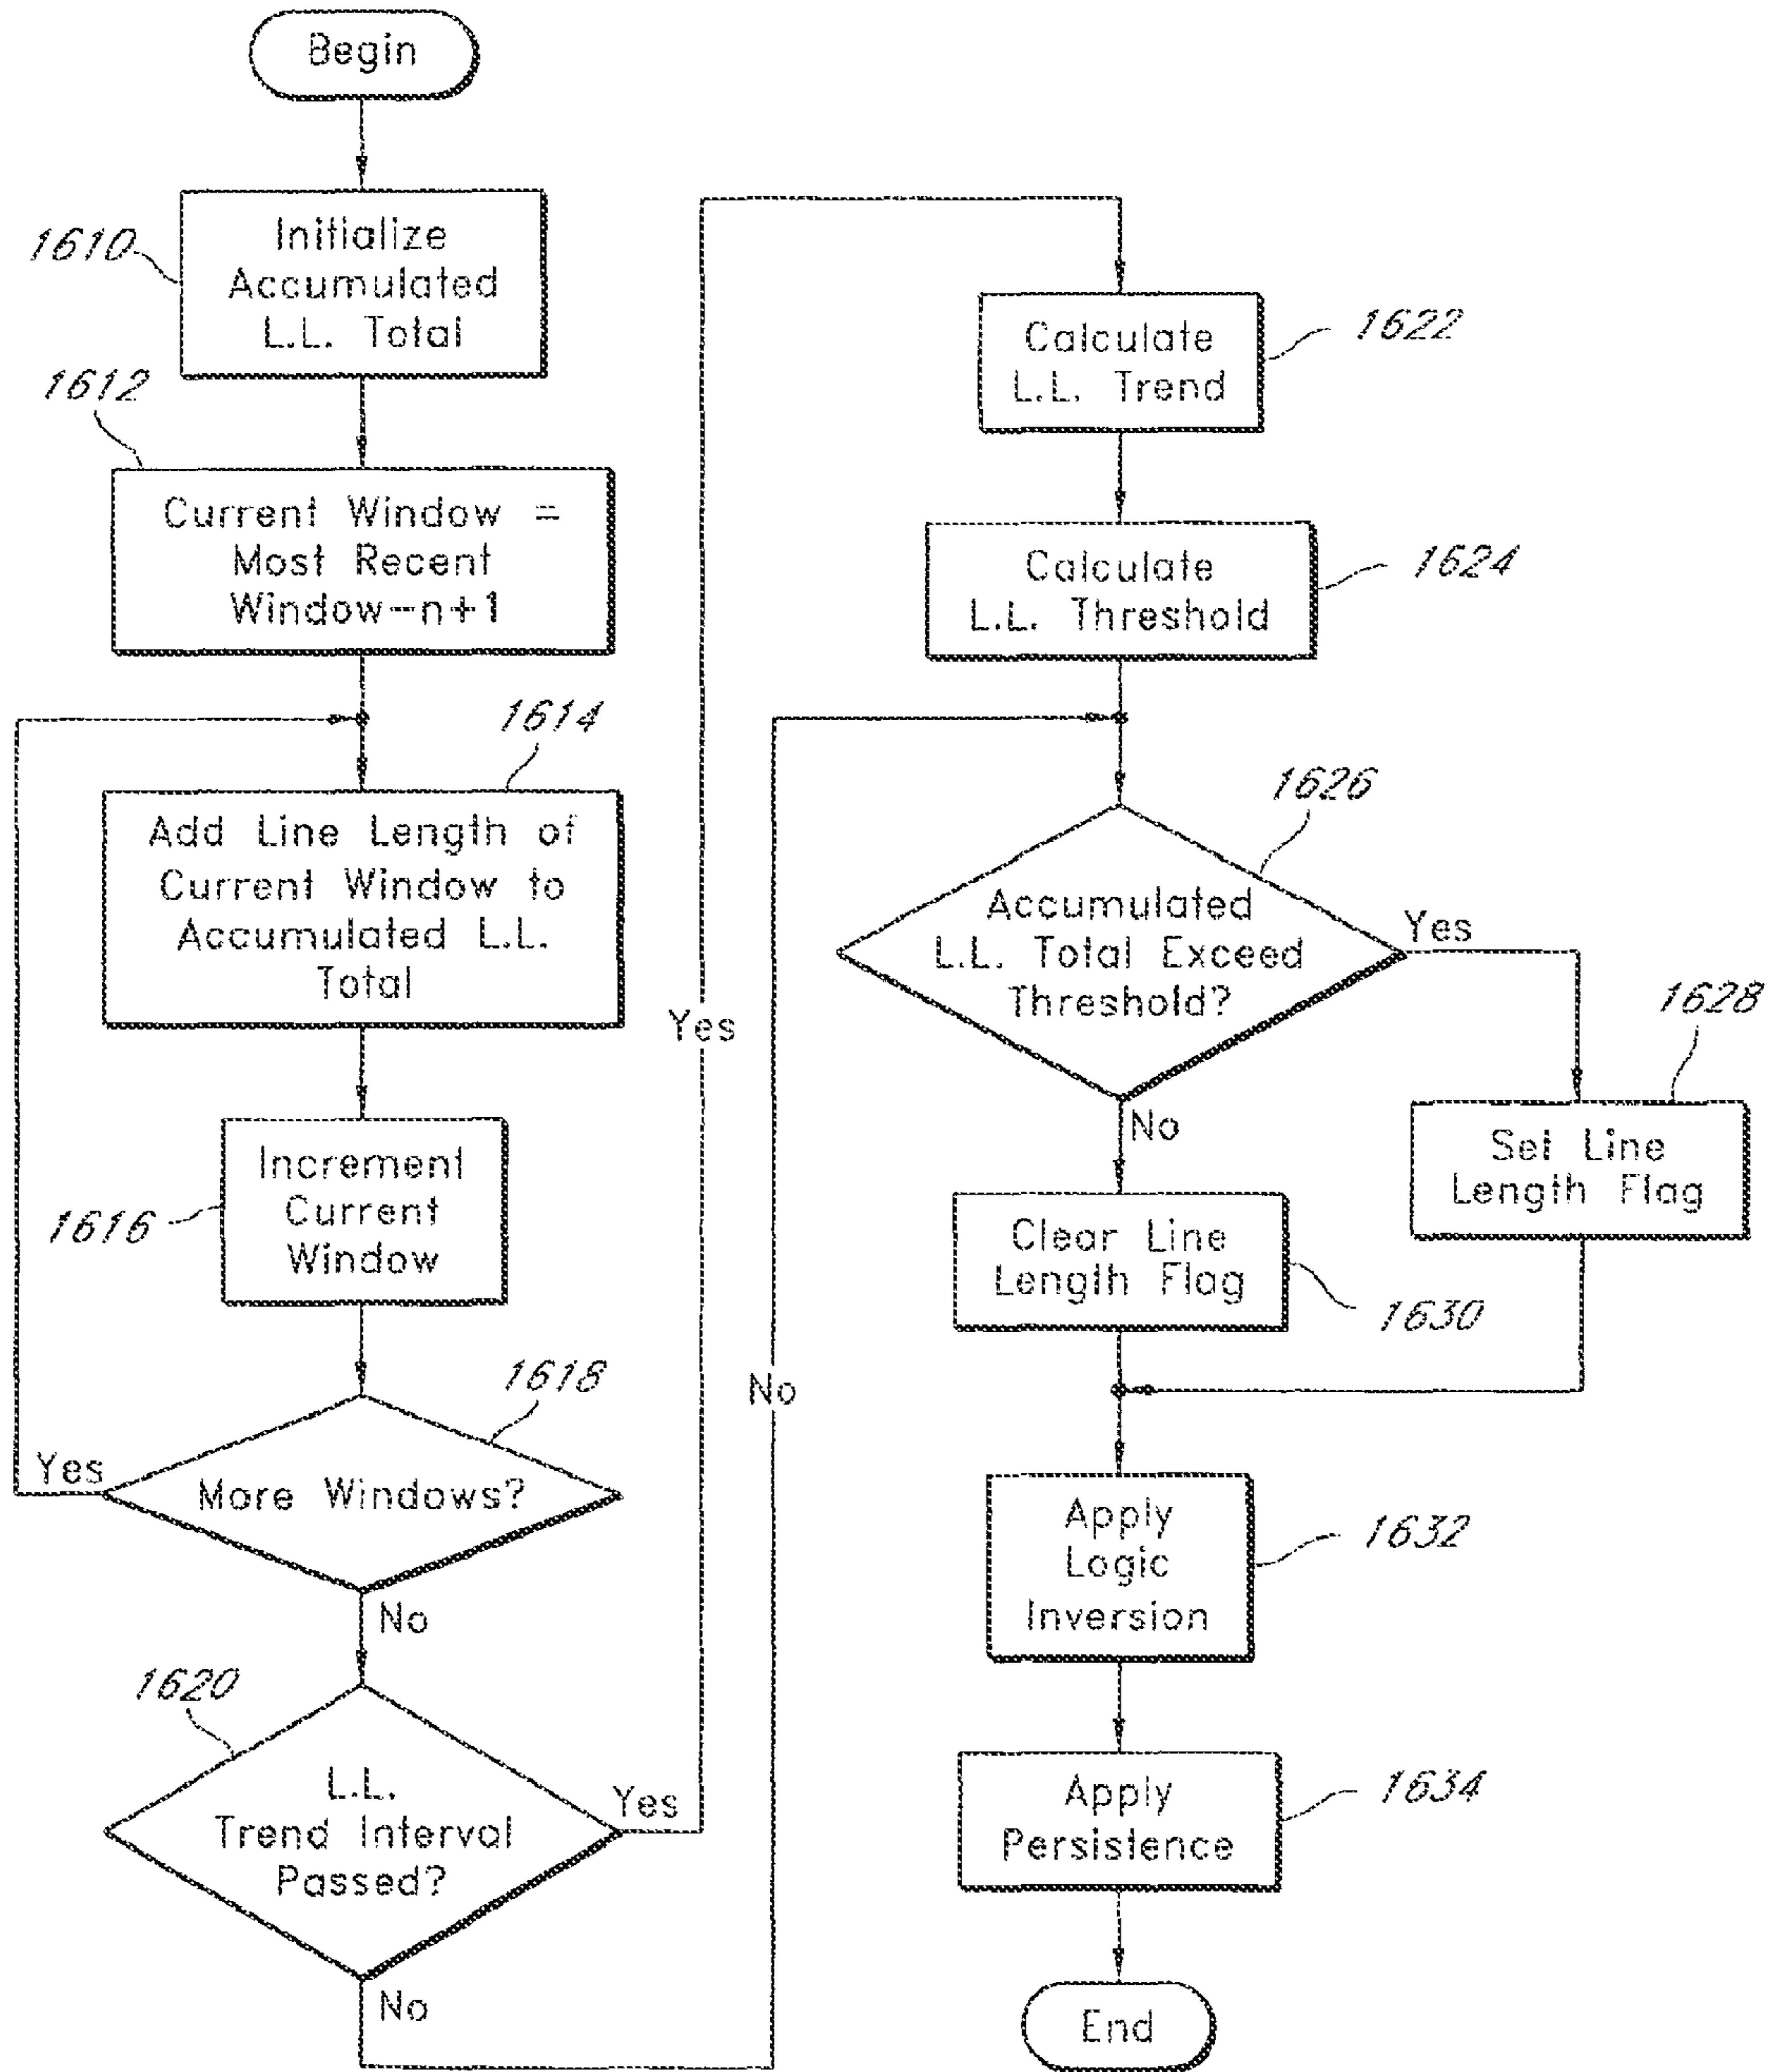 Begin
1610
Initialize
Accumulated
L.L. Total
1612
Current Window =
Most Recent
Window-n+1
1614
Add Line Length of
Current Window to
Accumulated L.L.
Total
1616
Increment
Current
Window
1618
Yes
More Windows?
No
1620
L.L.
Trend Interval
Passed?
Yes
No
Yes
No
1622
Calculate
L.L. Trend
1624
Calculate
L.L. Threshold
1626
Accumulated
L.L. Total Exceed
Threshold?
Yes
No
1628
Set Line
Length Flag
Clear Line
Length Flag
1630
Apply
Logic
Inversion
1632
Apply
Persistence
1634
End